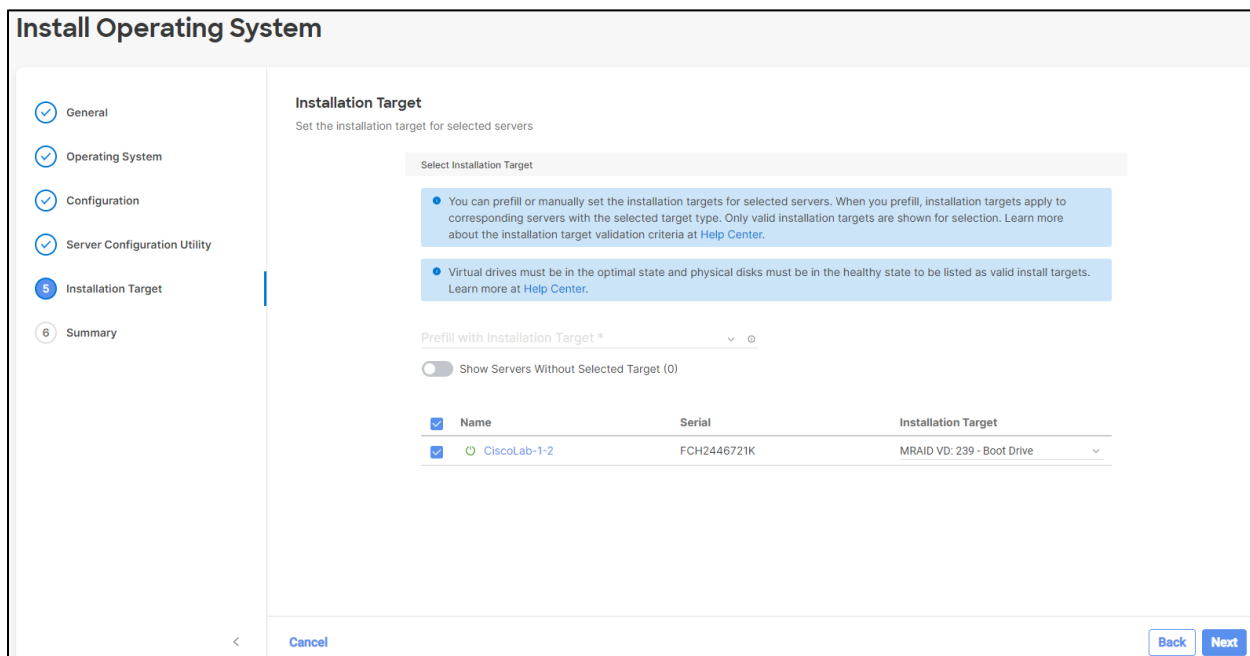 Install Operating System
General
Operating System
Configuration
Server Configuration Utility
5 Installation Target
6 Summary
Installation Target
Set the installation target for selected servers
Select Installation Target
You can prefill or manually set the installation targets for selected servers. When you prefill, installation targets apply to
corresponding servers with the selected target type. Only valid installation targets are shown for selection. Learn more
about the installation target validation criteria at Help Center.
Virtual drives must be in the optimal state and physical disks must be in the healthy state to be listed as valid install targets.
Learn more at Help Center.
Prefill with Installation Target *
Show Servers Without Selected Target (0)
Name Serial Installation Target
CiscoLab-1-2 FCH2446721K MRAID VD: 239 - Boot Drive
Cancel Back Next